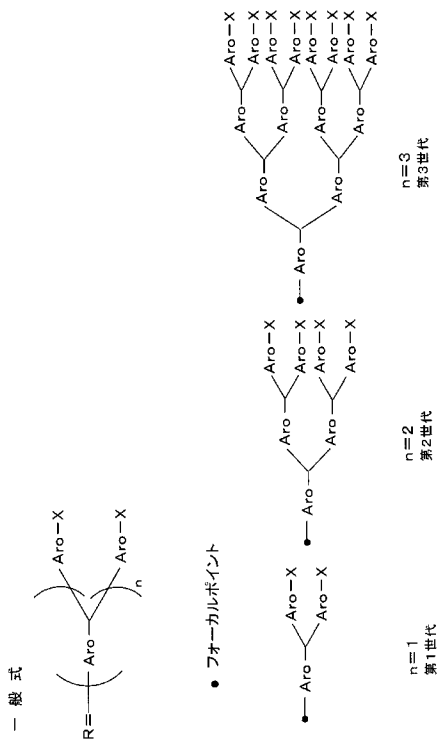 一般式
R＝
Aro
Aro－X
Aro－X
n
● フォーカルポイント
Aro
Aro－X
Aro－X
n＝1
第1世代
Aro
Aro
Aro
Aro－X
Aro－X
Aro－X
Aro－X
n＝2
第2世代
Aro
Aro
Aro
Aro
Aro
Aro
Aro
Aro－X
Aro－X
Aro－X
Aro－X
Aro－X
Aro－X
Aro－X
Aro－X
n＝3
第3世代